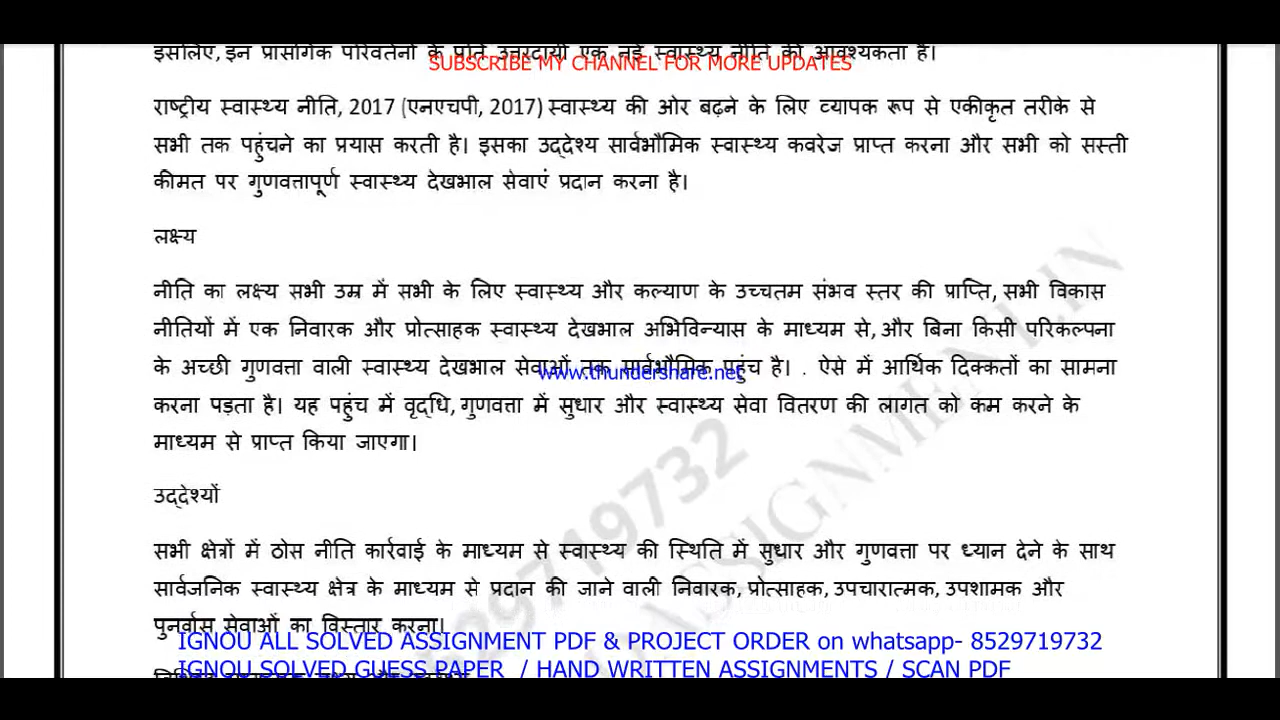 इसलिए, इन प्रासंगिक परिवर्तनों के प्रति उत्तरदायी एक नई स्वास्थ्य नीति की आवश्यकता है।
SUBSCRIBE MY CHANNEL FOR MORE UPDATES
राष्ट्रीय स्वास्थ्य नीति, 2017 (एनएचपी, 2017) स्वास्थ्य की ओर बढ़ने के लिए व्यापक रूप से एकीकृत तरीके से
सभी तक पहुंचने का प्रयास करती है। इसका उद्देश्य सार्वभौमिक स्वास्थ्य कवरेज प्राप्त करना और सभी को सस्ती
कीमत पर गुणवत्तापूर्ण स्वास्थ्य देखभाल सेवाएं प्रदान करना है।
लक्ष्य
नीति का लक्ष्य सभी उम्र में सभी के लिए स्वास्थ्य और कल्याण के उच्चतम संभव स्तर की प्राप्ति, सभी विकास
नीतियों में एक निवारक और प्रोत्साहक स्वास्थ्य देखभाल अभिविन्यास के माध्यम से, और बिना किसी परिकल्पना
के अच्छी गुणवत्ता वाली स्वास्थ्य देखभाल सेवाओं तक सार्वभौमिक पहुंच है। . ऐसे में आर्थिक दिक्कतों का सामना
www.thundershare.net
करना पड़ता है। यह पहुंच में वृद्धि, गुणवत्ता में सुधार और स्वास्थ्य सेवा वितरण की लागत को कम करने के
माध्यम से प्राप्त किया जाएगा।
उद्देश्यों
सभी क्षेत्रों में ठोस नीति कार्रवाई के माध्यम से स्वास्थ्य की स्थिति में सुधार और गुणवत्ता पर ध्यान देने के साथ
सार्वजनिक स्वास्थ्य क्षेत्र के माध्यम से प्रदान की जाने वाली निवारक, प्रोत्साहक, उपचारात्मक, उपशामक और
पुनर्वास सेवाओं का विस्तार करना।
IGNOU ALL SOLVED ASSIGNMENT PDF & PROJECT ORDER on whatsapp- 8529719732
IGNOU SOLVED GUESS PAPER / HAND WRITTEN ASSIGNMENTS / SCAN PDF
8529719732
ASSIGNMENT.IN